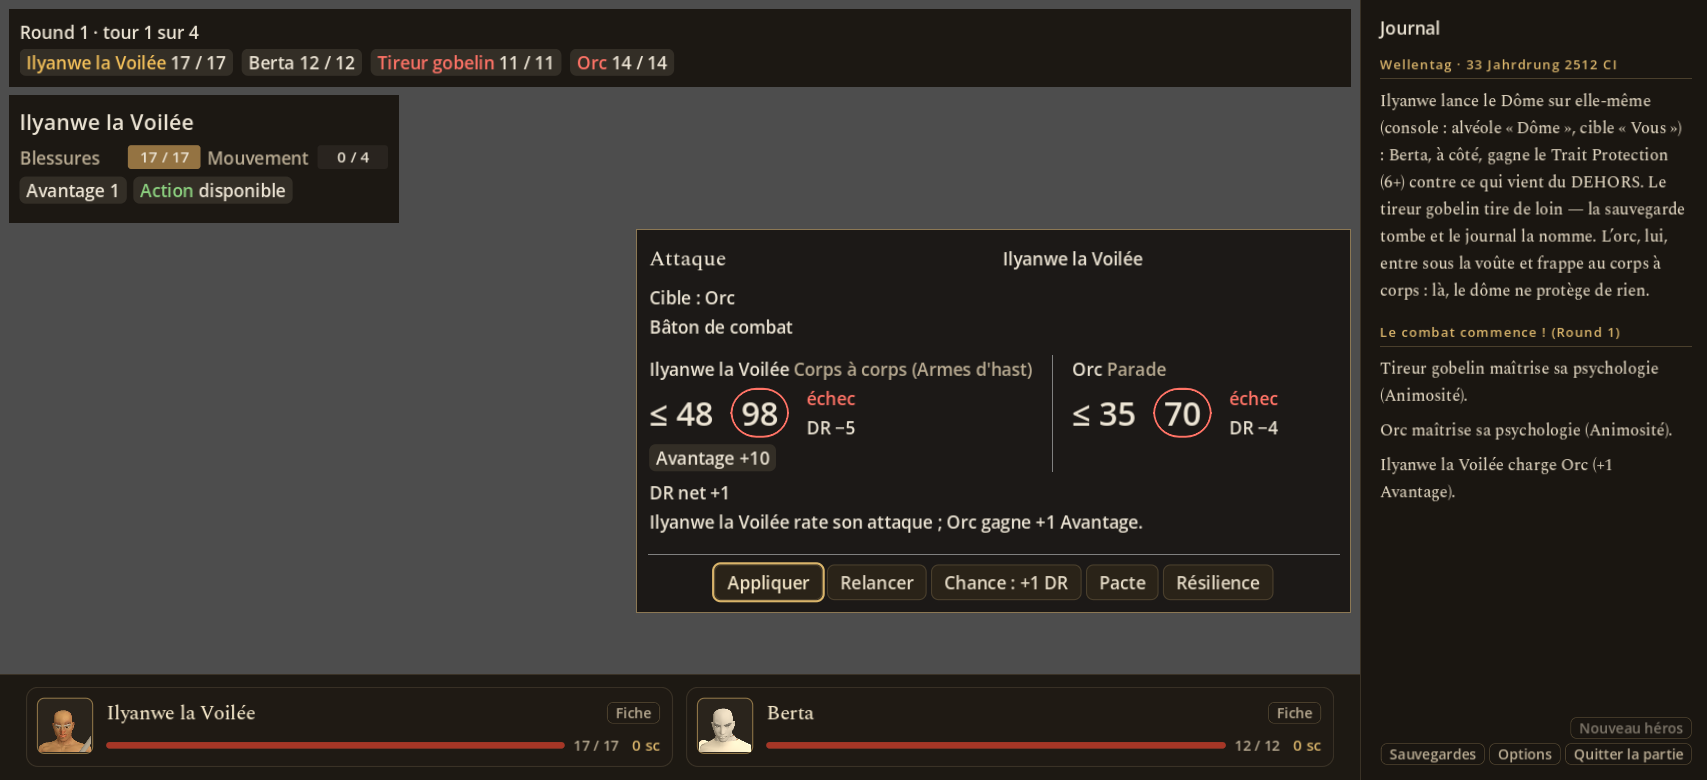 Round 1 · tour 1 sur 4
Ilyanwe la Voilée 17 / 17 Berta 12 / 12 Tireur gobelin 11 / 11 Orc 14 / 14
Ilyanwe la Voilée
Blessures 17 / 17 Mouvement 0 / 4
Avantage 1 Action disponible
Attaque Ilyanwe la Voilée
Cible : Orc
Bâton de combat
Ilyanwe la Voilée Corps à corps (Armes d'hast)
≤ 48 98 échec
DR −5
Avantage +10
Orc Parade
≤ 35 70 échec
DR −4
DR net +1
Ilyanwe la Voilée rate son attaque ; Orc gagne +1 Avantage.
Appliquer Relancer Chance : +1 DR Pacte Résilience
Ilyanwe la Voilée Fiche
17 / 17 0 sc
Berta Fiche
12 / 12 0 sc
Journal
Wellentag · 33 Jahrdrung 2512 CI
Ilyanwe lance le Dôme sur elle-même
(console : alvéole « Dôme », cible « Vous »)
: Berta, à côté, gagne le Trait Protection
(6+) contre ce qui vient du DEHORS. Le
tireur gobelin tire de loin — la sauvegarde
tombe et le journal la nomme. L’orc, lui,
entre sous la voûte et frappe au corps à
corps : là, le dôme ne protège de rien.
Le combat commence ! (Round 1)
Tireur gobelin maîtrise sa psychologie
(Animosité).
Orc maîtrise sa psychologie (Animosité).
Ilyanwe la Voilée charge Orc (+1
Avantage).
Nouveau héros
Sauvegardes Options Quitter la partie